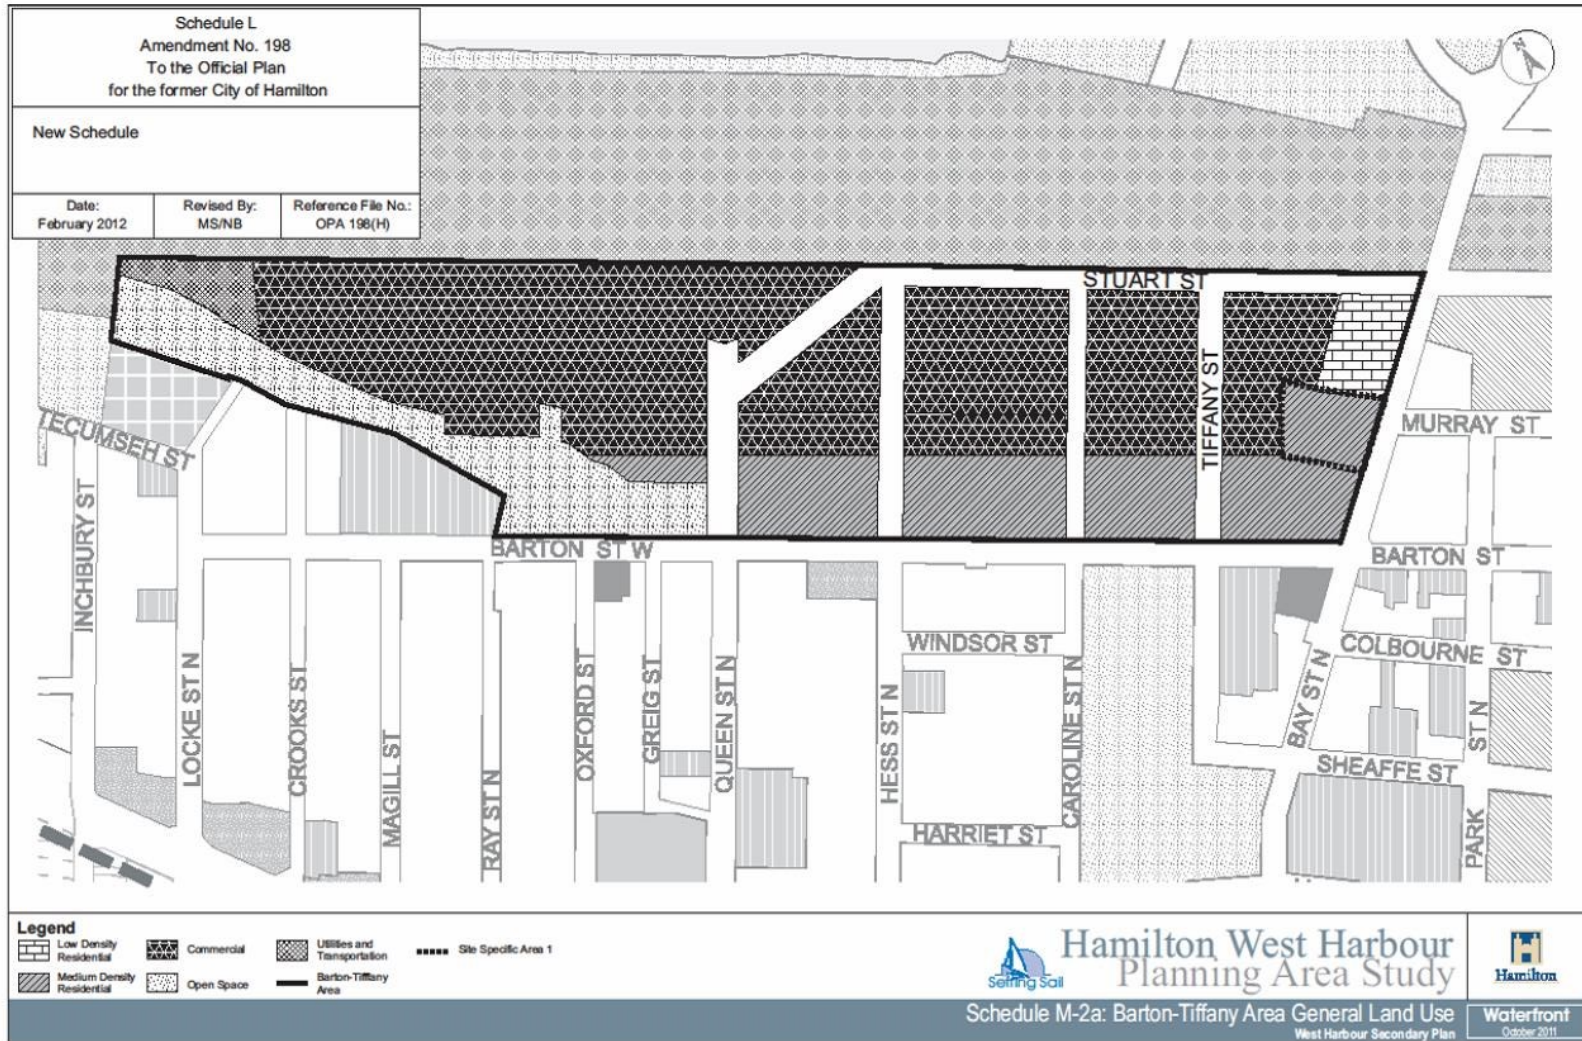 Schedule L
Amendment No. 198
To the Official Plan
for the former City of Hamilton
New Schedule
Date:
February 2012
Revised By:
MS/NB
Reference File No.:
OPA 198(H)
N
STUART ST
TIFFANY ST
MURRAY ST
TECUMSEH ST
INCHBURY ST
BARTON ST W
BARTON ST
LOCKE ST N
CROOKS ST
MAGILL ST
RAY ST N
OXFORD ST
GREIG ST
QUEEN ST N
HESS ST N
WINDSOR ST
CAROLINE ST N
HARRIET ST
BAY ST N
COLBOURNE ST
SHEAFFE ST
PARK ST N
Legend
Low Density
Residential
Commercial
Utilities and
Transportation
Site Specific Area 1
Medium Density
Residential
Open Space
Barton-Tiffany
Area
Setting Sail
Hamilton West Harbour
Planning Area Study
Hamilton
Schedule M-2a: Barton-Tiffany Area General Land Use
West Harbour Secondary Plan
Waterfront
October 2011